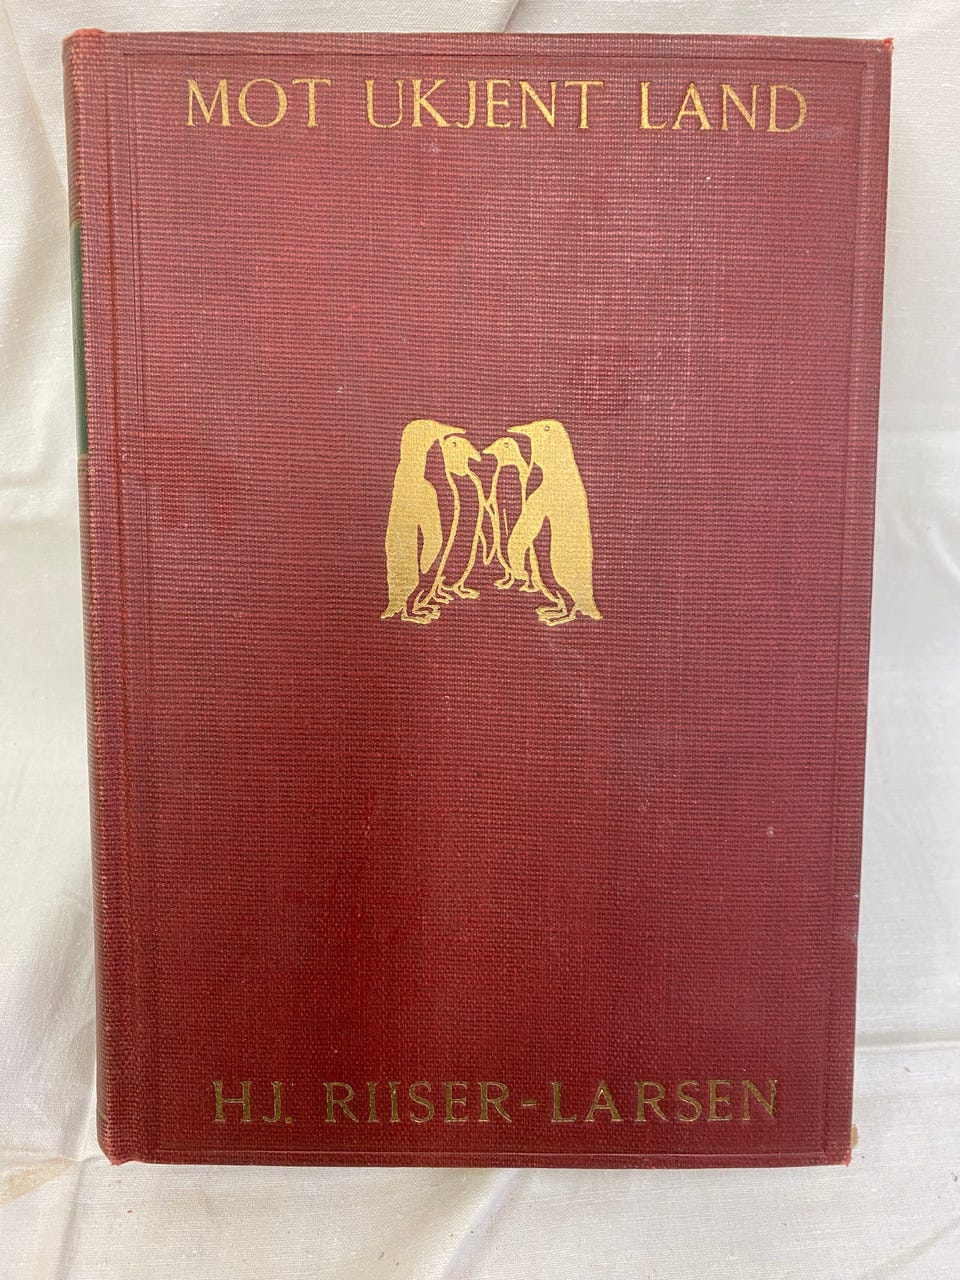 MOT UKJENT LAND
HJ. RIISER-LARSEN